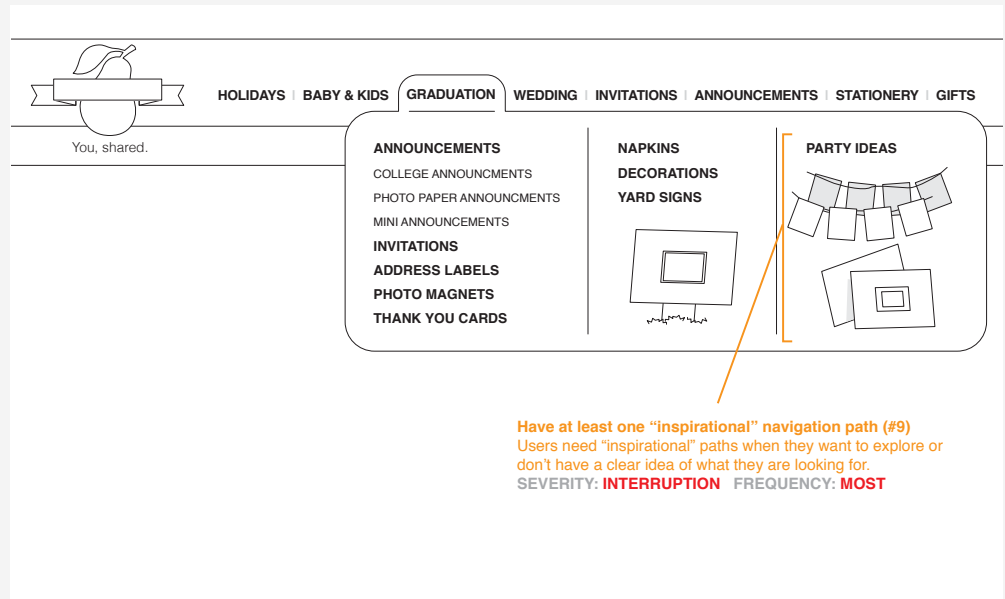 HOLIDAYS | BABY & KIDS GRADUATION WEDDING | INVITATIONS | ANNOUNCEMENTS | STATIONERY | GIFTS
You, shared.
ANNOUNCEMENTS
COLLEGE ANNOUNCMENTS
PHOTO PAPER ANNOUNCMENTS
MINI ANNOUNCEMENTS
INVITATIONS
ADDRESS LABELS
PHOTO MAGNETS
THANK YOU CARDS
NAPKINS
DECORATIONS
YARD SIGNS
PARTY IDEAS
Have at least one “inspirational” navigation path (#9)
Users need “inspirational” paths when they want to explore or
don’t have a clear idea of what they are looking for.
SEVERITY: INTERRUPTION FREQUENCY: MOST